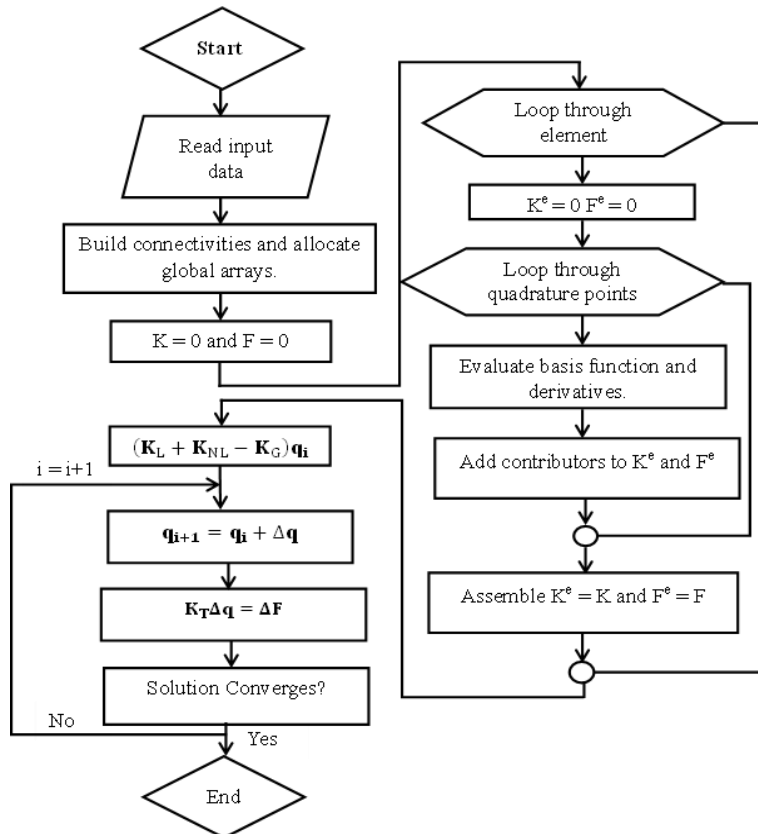 Start
Read input
data
Build connectivities and allocate
global arrays.
K = 0 and F = 0
Loop through
element
Kᵉ = 0 Fᵉ = 0
Loop through
quadrature points
Evaluate basis function and
derivatives.
Add contributors to Kᵉ and Fᵉ
Assemble Kᵉ = K and Fᵉ = F
(K_L + K_NL − K_G)q_i
i = i+1
q_i+1 = q_i + Δq
K_TΔq = ΔF
Solution Converges?
No
Yes
End